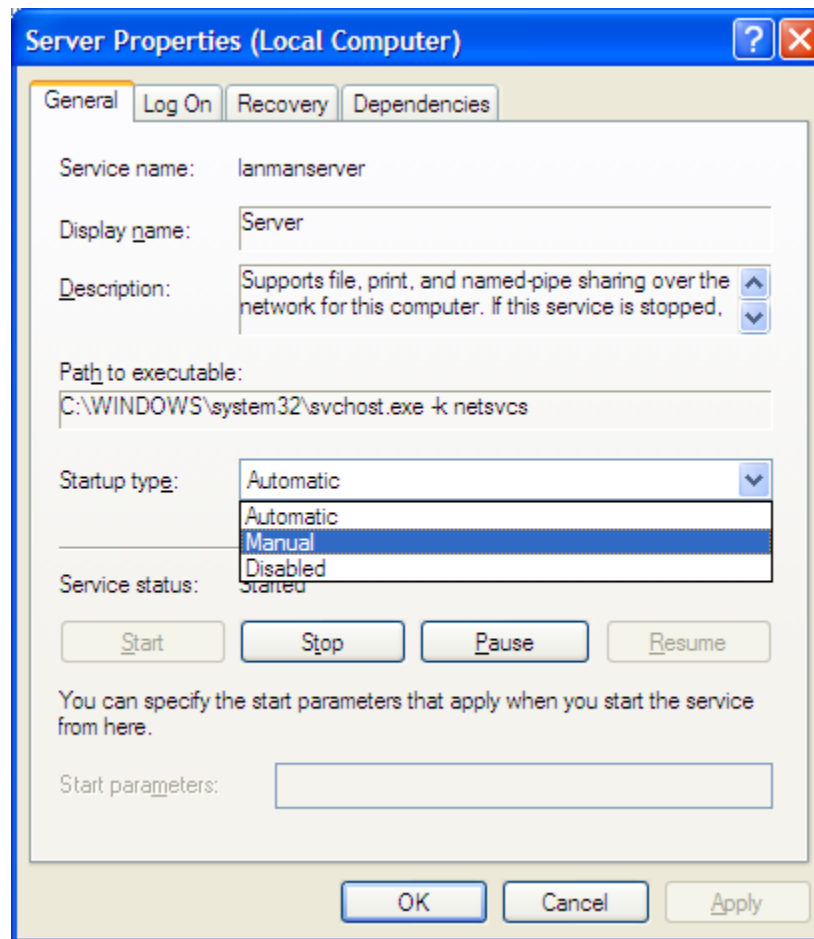 Server Properties (Local Computer)
General Log On Recovery Dependencies
Service name: lanmanserver
Display name: Server
Description: Supports file, print, and named-pipe sharing over the
network for this computer. If this service is stopped,
Path to executable:
C:\WINDOWS\system32\svchost.exe -k netsvcs
Startup type: Automatic
Automatic
Manual
Disabled
Service status: Started
Start Stop Pause Resume
You can specify the start parameters that apply when you start the service
from here.
Start parameters:
OK Cancel Apply